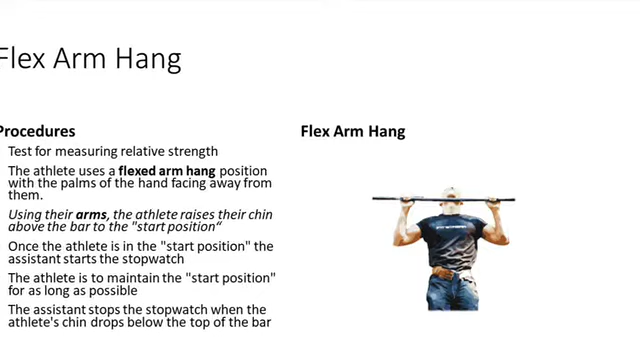 Flex Arm Hang
Procedures
Test for measuring relative strength
The athlete uses a flexed arm hang position
with the palms of the hand facing away from
them.
Using their arms, the athlete raises their chin
above the bar to the "start position“
Once the athlete is in the "start position" the
assistant starts the stopwatch
The athlete is to maintain the "start position"
for as long as possible
The assistant stops the stopwatch when the
athlete's chin drops below the top of the bar
Flex Arm Hang